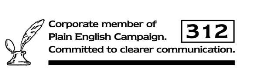 Corporate member of
Plain English Campaign.
Committed to clearer communication.
312